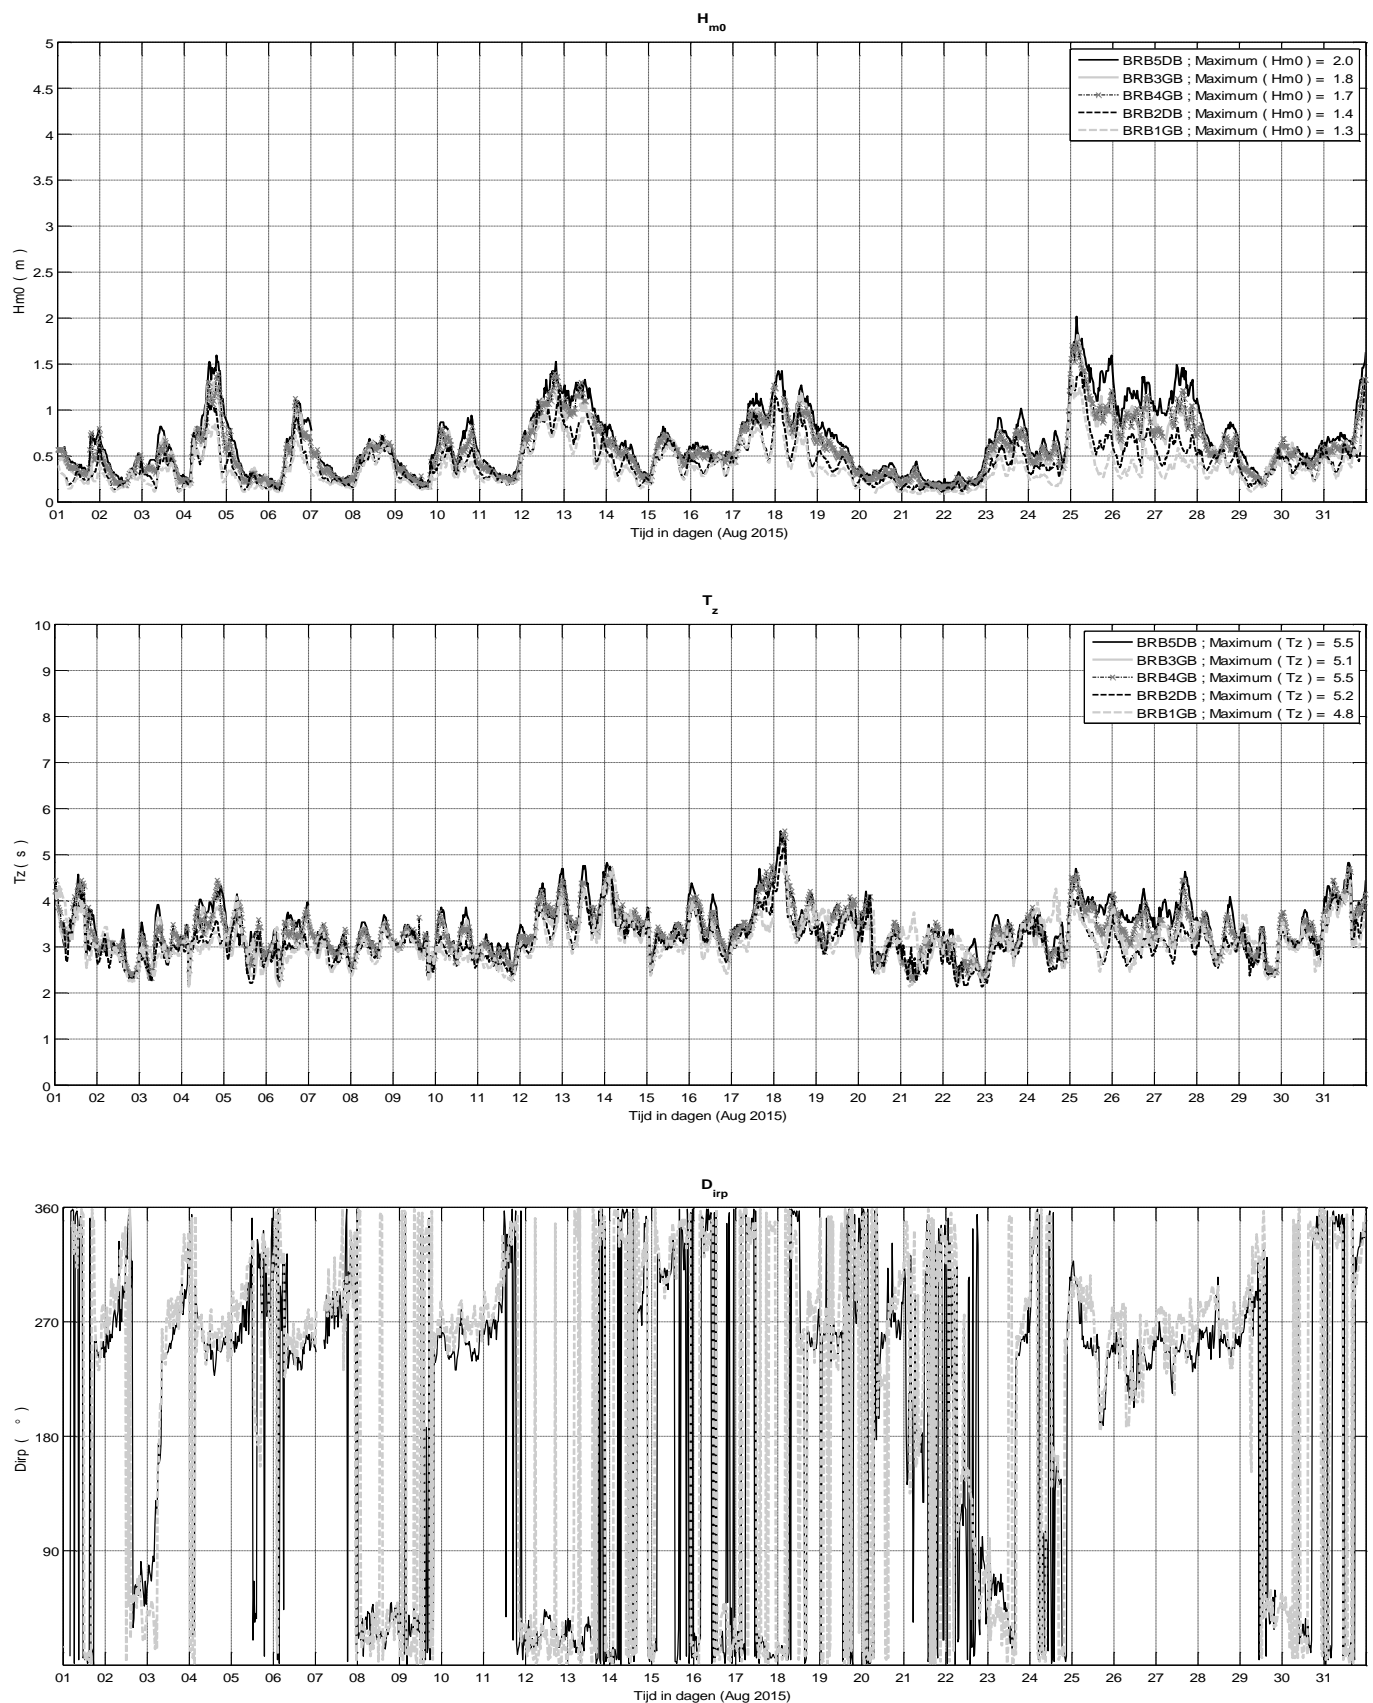 Hm0
5
4.5
4
3.5
3
2.5
2
1.5
1
0.5
0
Hm0 ( m )
BRB5DB ; Maximum ( Hm0 ) = 2.0
BRB3GB ; Maximum ( Hm0 ) = 1.8
BRB4GB ; Maximum ( Hm0 ) = 1.7
BRB2DB ; Maximum ( Hm0 ) = 1.4
BRB1GB ; Maximum ( Hm0 ) = 1.3
01 02 03 04 05 06 07 08 09 10 11 12 13 14 15 16 17 18 19 20 21 22 23 24 25 26 27 28 29 30 31
Tijd in dagen (Aug 2015)
Tz
10
9
8
7
6
5
4
3
2
1
0
Tz ( s )
BRB5DB ; Maximum ( Tz ) = 5.5
BRB3GB ; Maximum ( Tz ) = 5.1
BRB4GB ; Maximum ( Tz ) = 5.5
BRB2DB ; Maximum ( Tz ) = 5.2
BRB1GB ; Maximum ( Tz ) = 4.8
01 02 03 04 05 06 07 08 09 10 11 12 13 14 15 16 17 18 19 20 21 22 23 24 25 26 27 28 29 30 31
Tijd in dagen (Aug 2015)
Dirp
360
270
180
90
Dirp ( ° )
01 02 03 04 05 06 07 08 09 10 11 12 13 14 15 16 17 18 19 20 21 22 23 24 25 26 27 28 29 30 31
Tijd in dagen (Aug 2015)